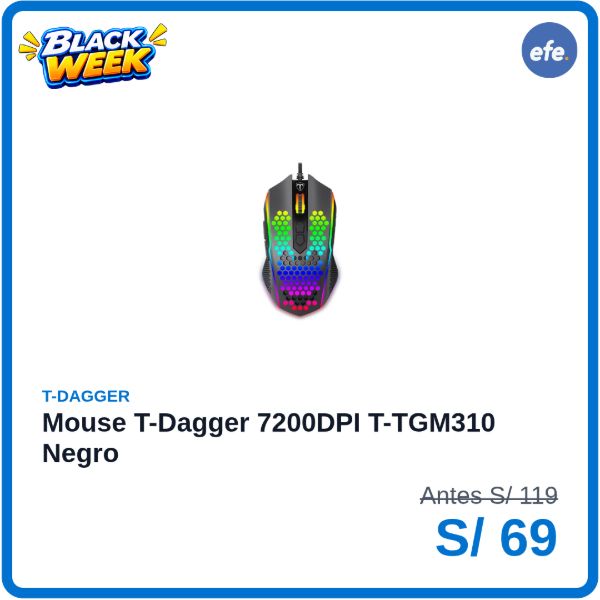 BLACK
WEEK
efe.
T-DAGGER
Mouse T-Dagger 7200DPI T-TGM310
Negro
Antes S/ 119
S/ 69